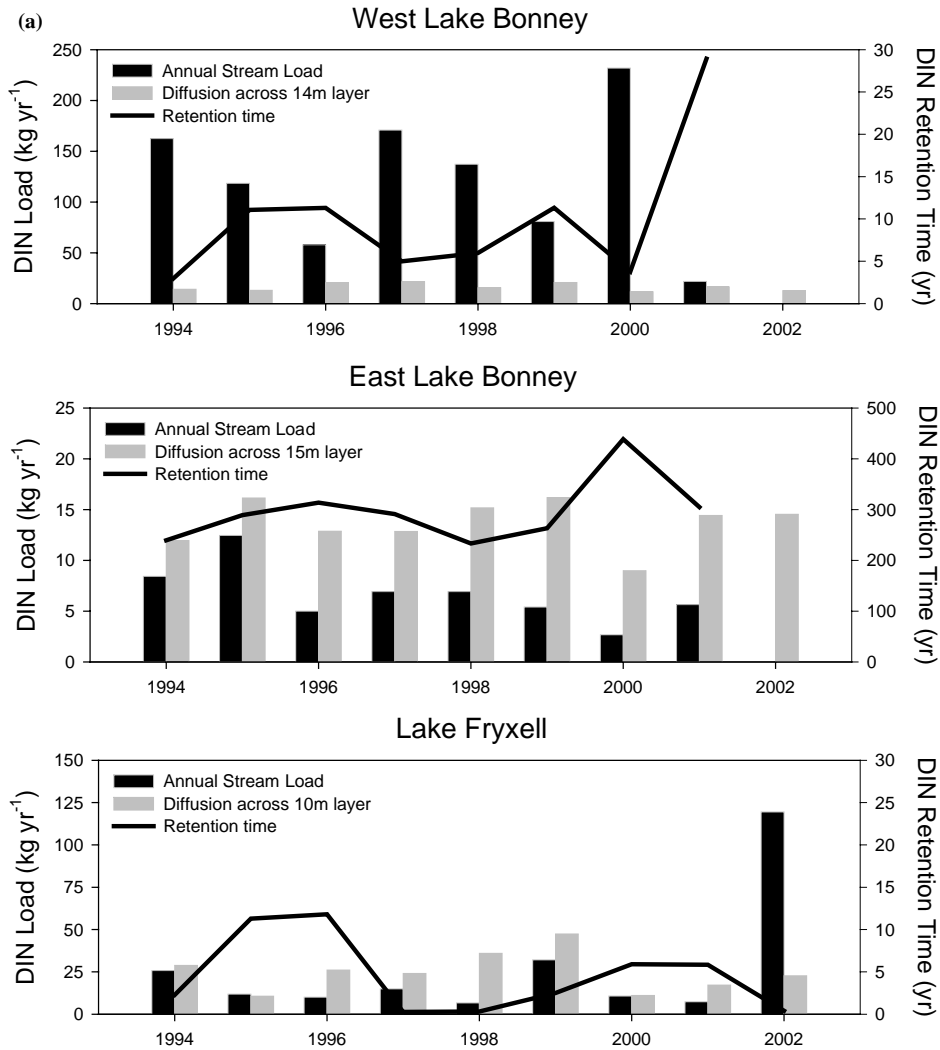 (a)
West Lake Bonney
Annual Stream Load
Diffusion across 14m layer
Retention time
DIN Load (kg yr-1)
250
200
150
100
50
0
30
25
20
15
10
5
0
DIN Retention Time (yr)
1994 1996 1998 2000 2002
East Lake Bonney
Annual Stream Load
Diffusion across 15m layer
Retention time
DIN Load (kg yr-1)
25
20
15
10
5
0
500
400
300
200
100
0
DIN Retention Time (yr)
1994 1996 1998 2000 2002
Lake Fryxell
Annual Stream Load
Diffusion across 10m layer
Retention time
DIN Load (kg yr-1)
150
125
100
75
50
25
0
30
25
20
15
10
5
0
DIN Retention Time (yr)
1994 1996 1998 2000 2002